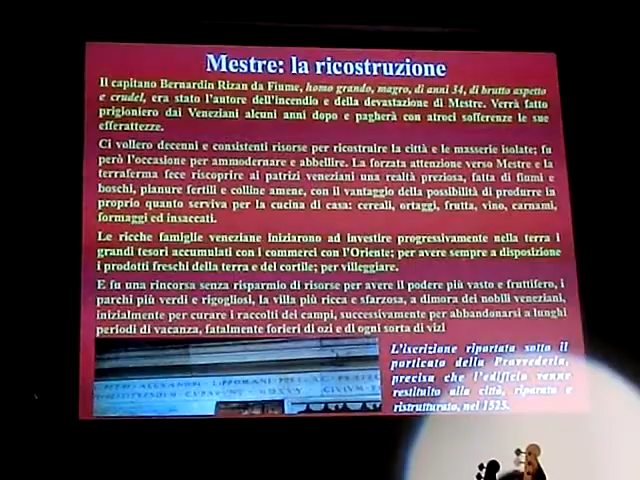 Mestre: la ricostruzione
Il capitano Bernardin Rizan da Fiume, homo grando, magro, di anni 34, di brutto aspetto
e crudel, era stato l'autore dell'incendio e della devastazione di Mestre. Verrà fatto
prigioniero dai Veneziani alcuni anni dopo e pagherà con atroci sofferenze le sue
efferattezze.
Ci vollero decenni e consistenti risorse per ricostruire la città e le masserie isolate; fu
però l'occasione per ammodernare e abbellire. La forzata attenzione verso Mestre e la
terraferma fece riscoprire ai patrizi veneziani una realtà preziosa, fatta di fiumi e
boschi, pianure fertili e colline amene, con il vantaggio della possibilità di produrre in
proprio quanto serviva per la cucina di casa: cereali, ortaggi, frutta, vino, carnami,
formaggi ed insaccati.
Le ricche famiglie veneziane iniziarono ad investire progressivamente nella terra i
grandi tesori accumulati con i commerci con l'Oriente; per avere sempre a disposizione
i prodotti freschi della terra e del cortile; per villeggiare.
E fu una rincorsa senza risparmio di risorse per avere il podere più vasto e fruttifero, i
parchi più verdi e rigogliosi, la villa più ricca e sfarzosa, a dimora dei nobili veneziani,
inizialmente per curare i raccolti dei campi, successivamente per abbandonarsi a lunghi
periodi di vacanza, fatalmente forieri di ozi e di ogni sorta di vizi
ALEXANDRI LIPPOMANI
L'iscrizione riportata sotto il
porticato della Provvederia,
precisa che l'edificio venne
restituito alla città, riparato e
ristrutturato, nel 1525.